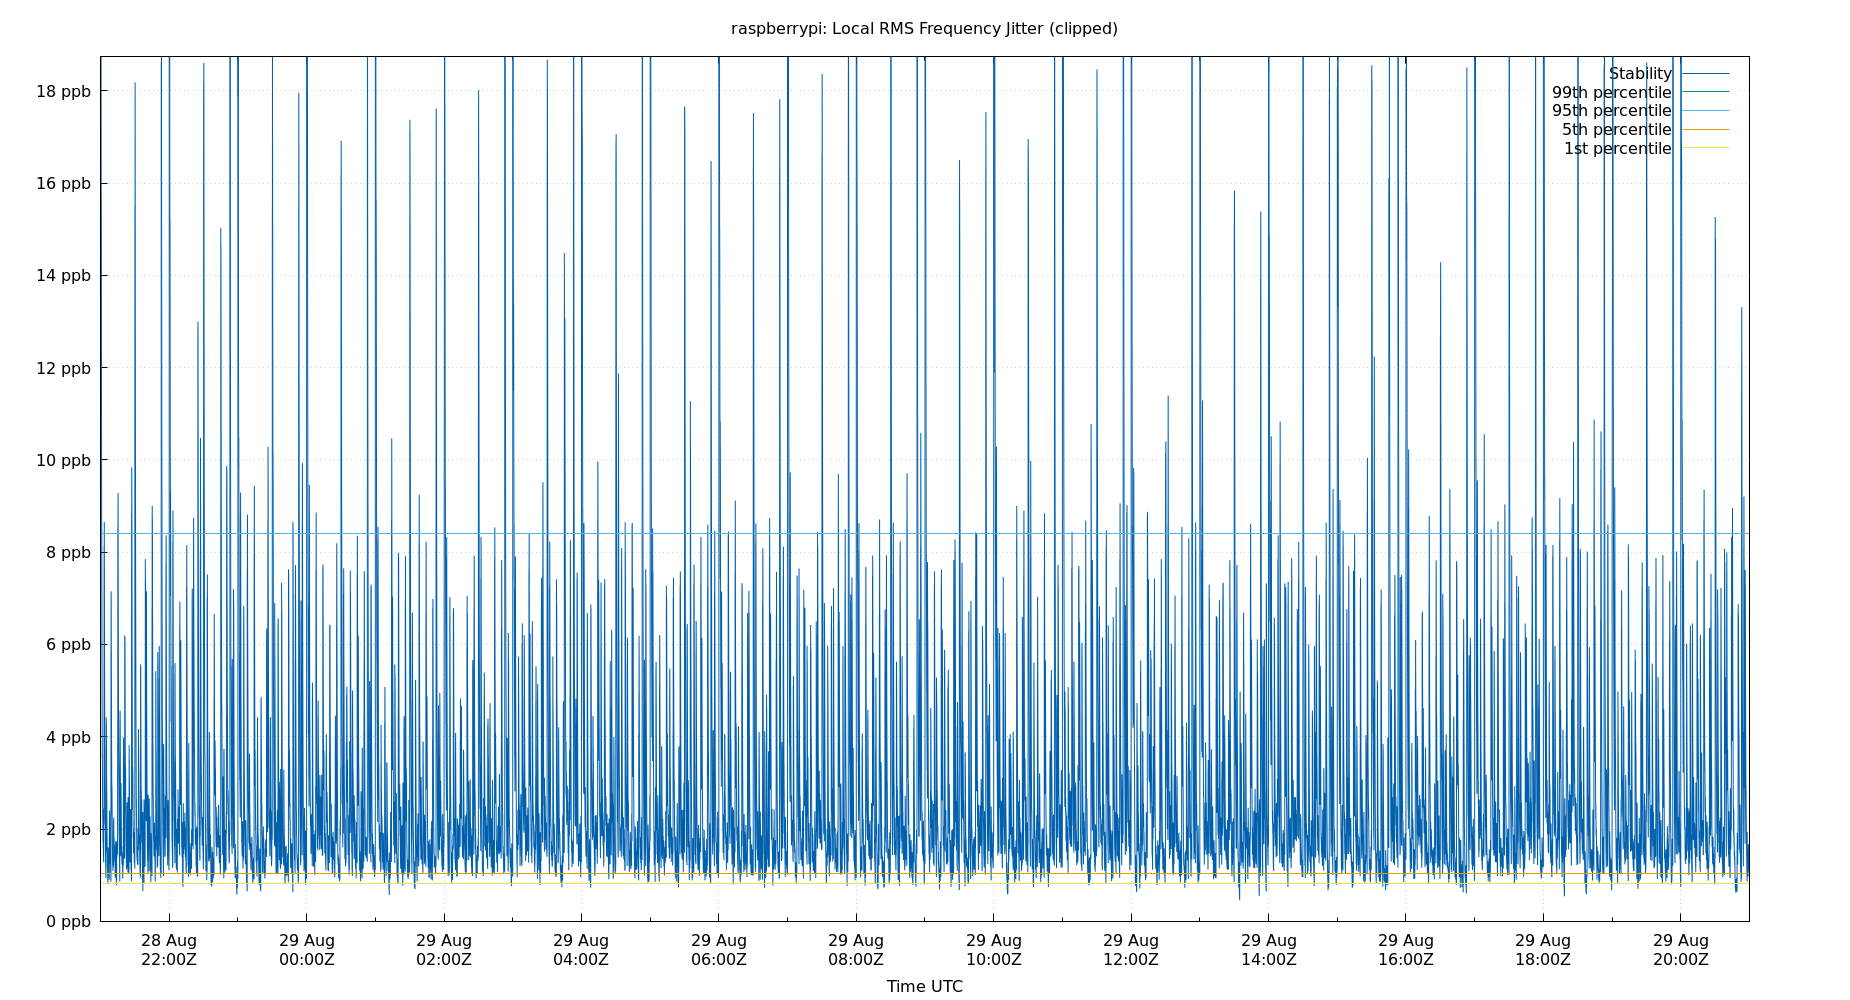 raspberrypi: Local RMS Frequency Jitter (clipped)
Stability
99th percentile
95th percentile
5th percentile
1st percentile
18 ppb
16 ppb
14 ppb
12 ppb
10 ppb
8 ppb
6 ppb
4 ppb
2 ppb
0 ppb
28 Aug 29 Aug 29 Aug 29 Aug 29 Aug 29 Aug 29 Aug 29 Aug 29 Aug 29 Aug 29 Aug 29 Aug
22:00Z 00:00Z 02:00Z 04:00Z 06:00Z 08:00Z 10:00Z 12:00Z 14:00Z 16:00Z 18:00Z 20:00Z
Time UTC